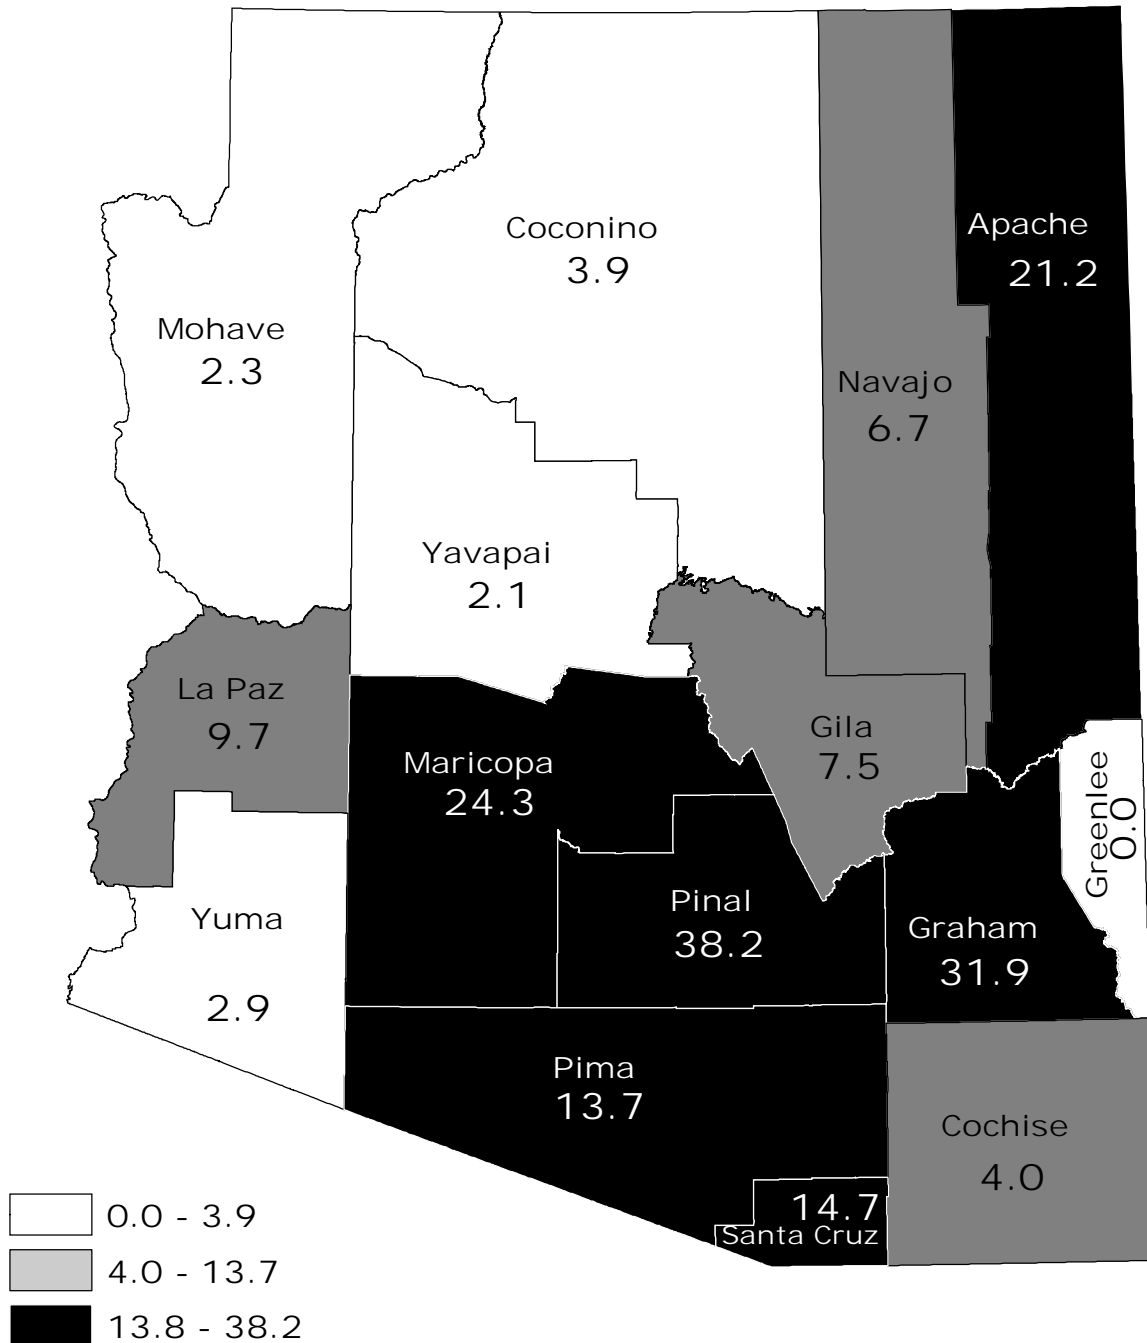 Coconino
3.9
Apache
21.2
Mohave
2.3
Navajo
6.7
Yavapai
2.1
La Paz
9.7
Gila
7.5
Maricopa
24.3
Greenlee
0.0
Pinal
38.2
Graham
31.9
Yuma
2.9
Pima
13.7
Cochise
4.0
14.7
Santa Cruz
0.0 - 3.9
4.0 - 13.7
13.8 - 38.2